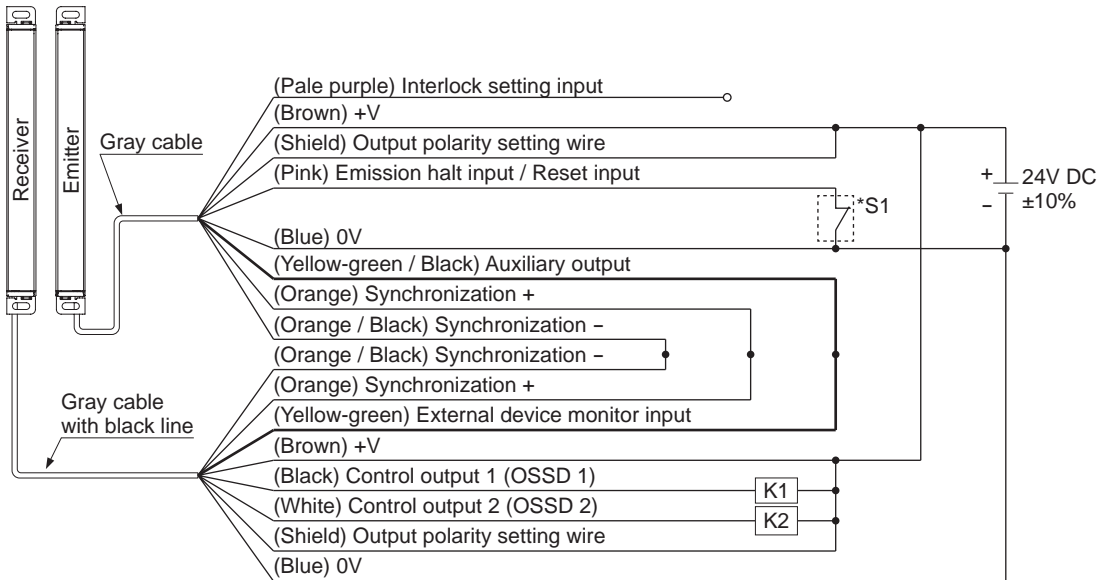 Receiver
Emitter
Gray cable
(Pale purple) Interlock setting input
(Brown) +V
(Shield) Output polarity setting wire
(Pink) Emission halt input / Reset input
*S1
+
−
24V DC
±10%
(Blue) 0V
(Yellow-green / Black) Auxiliary output
(Orange) Synchronization +
(Orange / Black) Synchronization −
(Orange / Black) Synchronization −
(Orange) Synchronization +
Gray cable
with black line
(Yellow-green) External device monitor input
(Brown) +V
(Black) Control output 1 (OSSD 1)
K1
(White) Control output 2 (OSSD 2)
K2
(Shield) Output polarity setting wire
(Blue) 0V